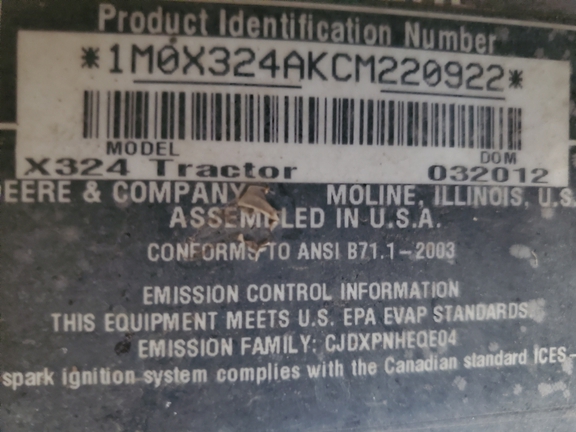 Product Identification Number
*1M0X324AKCM220922*
MODEL DOM
X324 Tractor 032012
DEERE & COMPANY MOLINE, ILLINOIS, U.S.
ASSEMBLED IN U.S.A.
CONFORMS TO ANSI B71.1-2003
EMISSION CONTROL INFORMATION
THIS EQUIPMENT MEETS U.S. EPA EVAP STANDARDS.
EMISSION FAMILY: CJDXPNHEQE04
spark ignition system complies with the Canadian standard ICES-